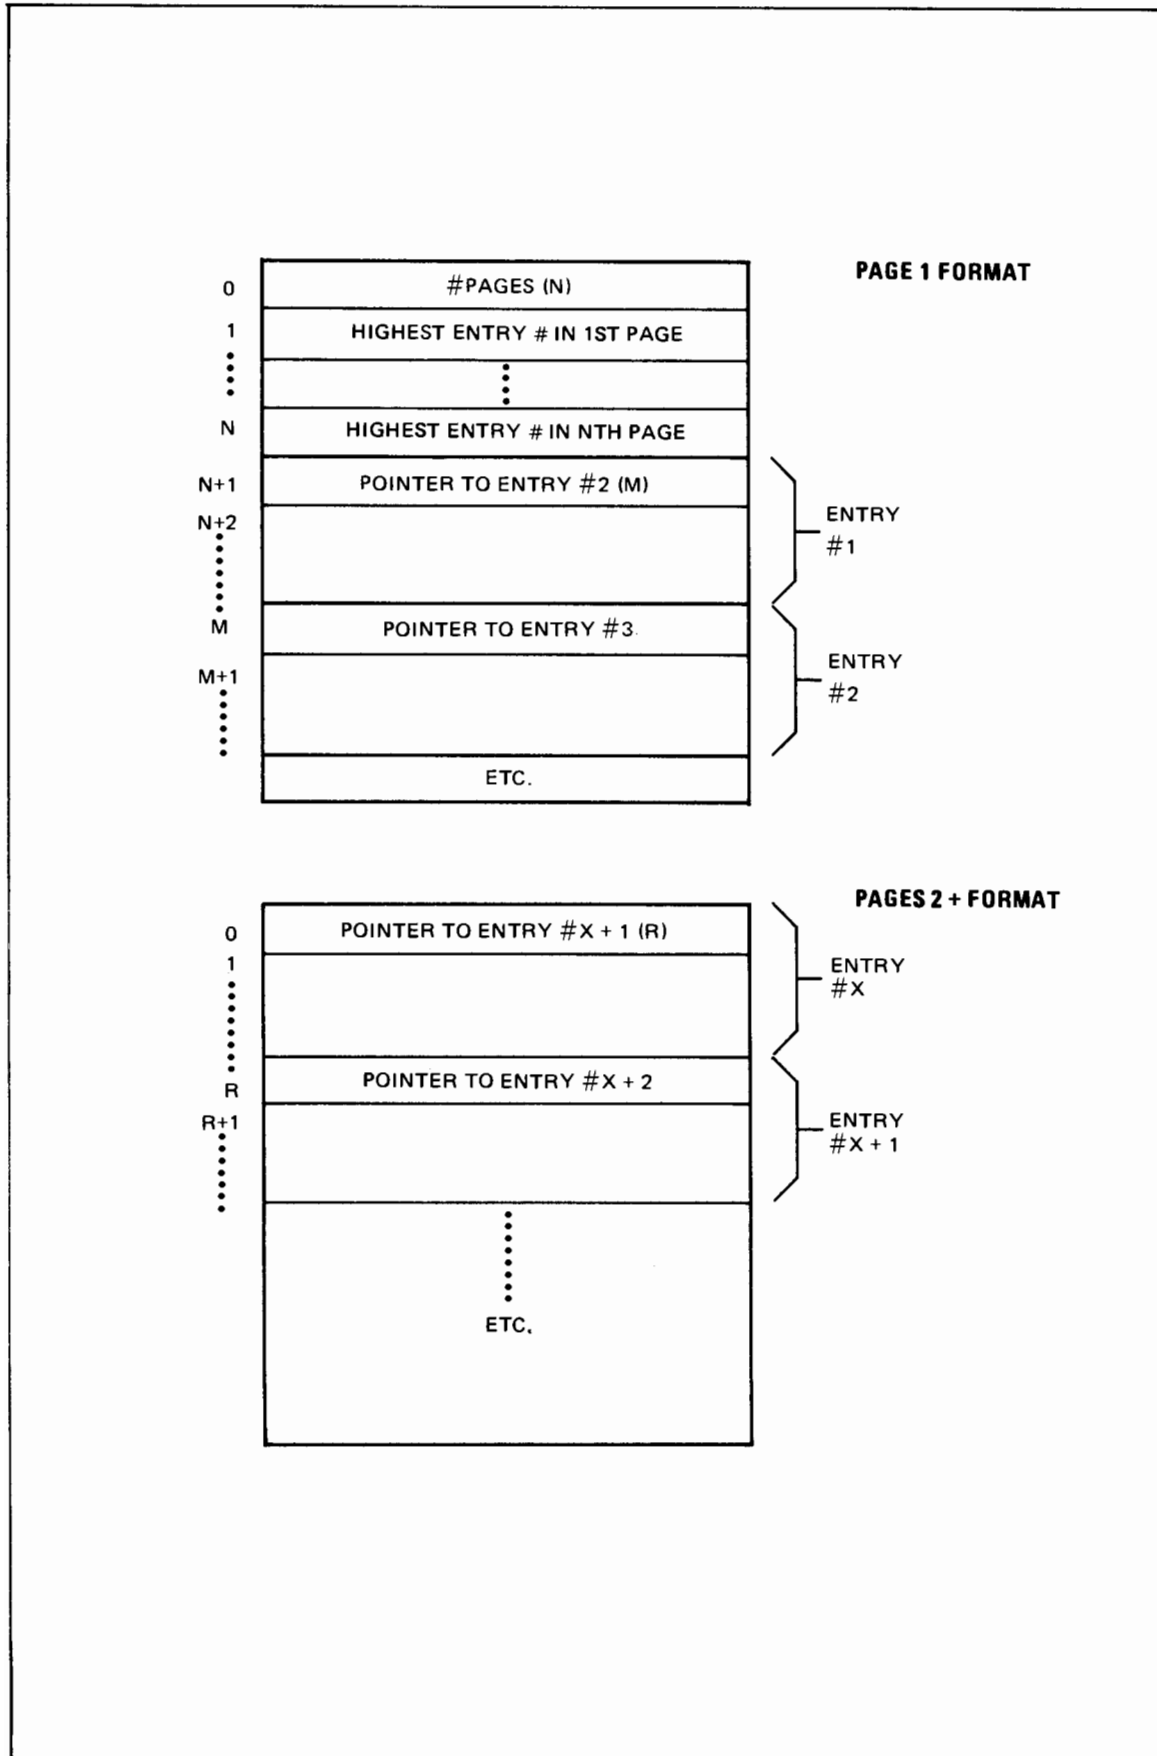 PAGE 1 FORMAT
0 #PAGES (N)
1 HIGHEST ENTRY # IN 1ST PAGE
N HIGHEST ENTRY # IN NTH PAGE
N+1 POINTER TO ENTRY #2 (M)
N+2
ENTRY
#1
M POINTER TO ENTRY #3
M+1
ENTRY
#2
ETC.
PAGES 2 + FORMAT
0 POINTER TO ENTRY #X + 1 (R)
1
ENTRY
#X
R POINTER TO ENTRY #X + 2
R+1
ENTRY
#X + 1
ETC.